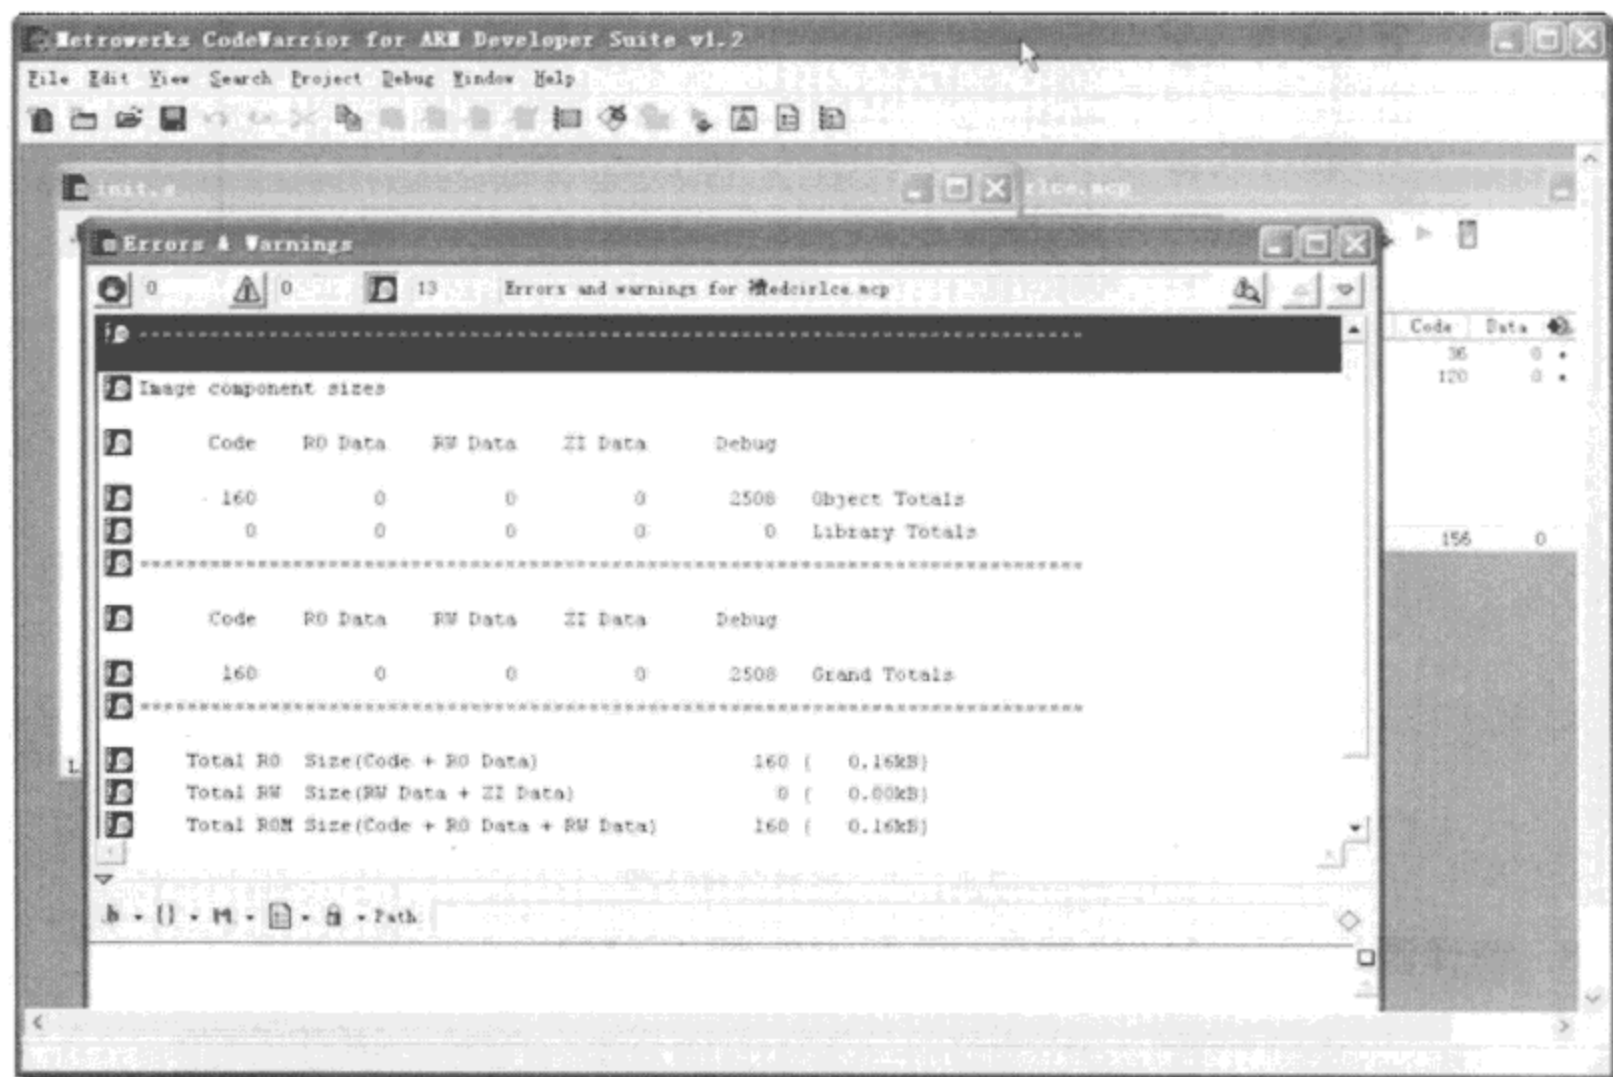 Metrowerks CodeWarrior for ARM Developer Suite v1.2
File Edit View Search Project Debug Window Help
init.s
rlce.mcp
Errors & Warnings
0 0 13 Errors and warnings for edcirlce.mcp
Code Data
36 0
120 0
156 0
Image component sizes
Code RO Data RW Data ZI Data Debug
160 0 0 0 2508 Object Totals
0 0 0 0 0 Library Totals
================================================================================
Code RO Data RW Data ZI Data Debug
160 0 0 0 2508 Grand Totals
================================================================================
Total RO Size(Code + RO Data) 160 ( 0.16kB)
Total RW Size(RW Data + ZI Data) 0 ( 0.00kB)
Total ROM Size(Code + RO Data + RW Data) 160 ( 0.16kB)
L
.h {} M Path: